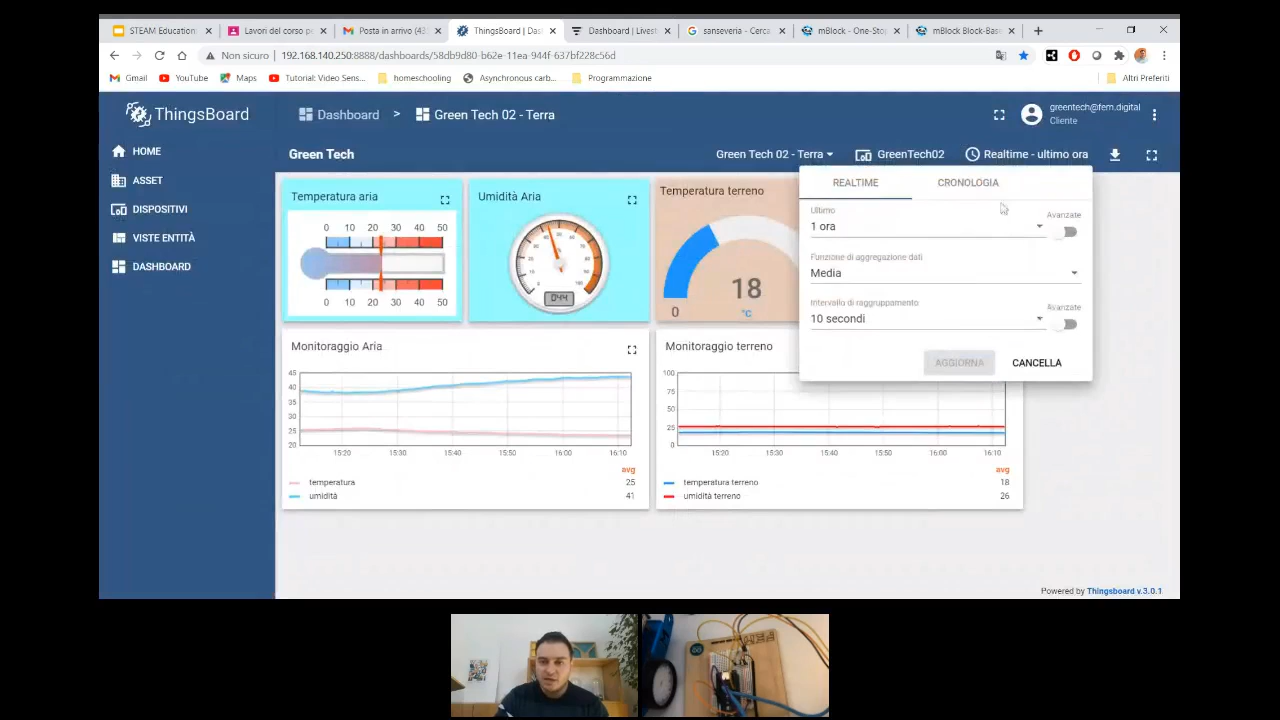 STEAM Education
Lavori del corso pe
Posta in arrivo (43
ThingsBoard | Das
Dashboard | Livest
sanseveria - Cerca
mBlock - One-Stop
mBlock Block-Base
Non sicuro | 192.168.140.250:8888/dashboards/58db9d80-b62e-11ea-944f-637bf228c56d
Gmail
YouTube
Maps
Tutorial: Video Sens...
homeschooling
Asynchronous carb...
Programmazione
Altri Preferiti
ThingsBoard
Dashboard > Green Tech 02 - Terra
greentech@fem.digital
Cliente
HOME
ASSET
DISPOSITIVI
VISTE ENTITÀ
DASHBOARD
Green Tech
Green Tech 02 - Terra
GreenTech02
Realtime - ultimo ora
Temperatura aria
0 10 20 30 40 50
0 10 20 30 40 50
Umidità Aria
044
Temperatura terreno
18
0
°C
REALTIME
CRONOLOGIA
Ultimo
Avanzate
1 ora
Funzione di aggregazione dati
Media
Intervallo di raggruppamento
Avanzate
10 secondi
AGGIORNA
CANCELLA
Monitoraggio Aria
45
40
35
30
25
20
15:20 15:30 15:40 15:50 16:00 16:10
avg
temperatura 25
umidità 41
Monitoraggio terreno
100
75
50
25
0
15:20 15:30 15:40 15:50 16:00 16:10
avg
temperatura terreno 18
umidità terreno 26
Powered by Thingsboard v.3.0.1